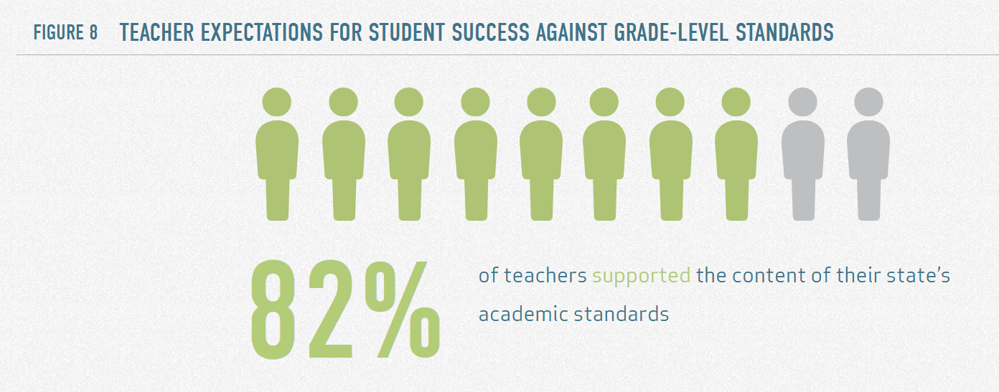 FIGURE 8 TEACHER EXPECTATIONS FOR STUDENT SUCCESS AGAINST GRADE-LEVEL STANDARDS
82%
of teachers supported the content of their state's
academic standards